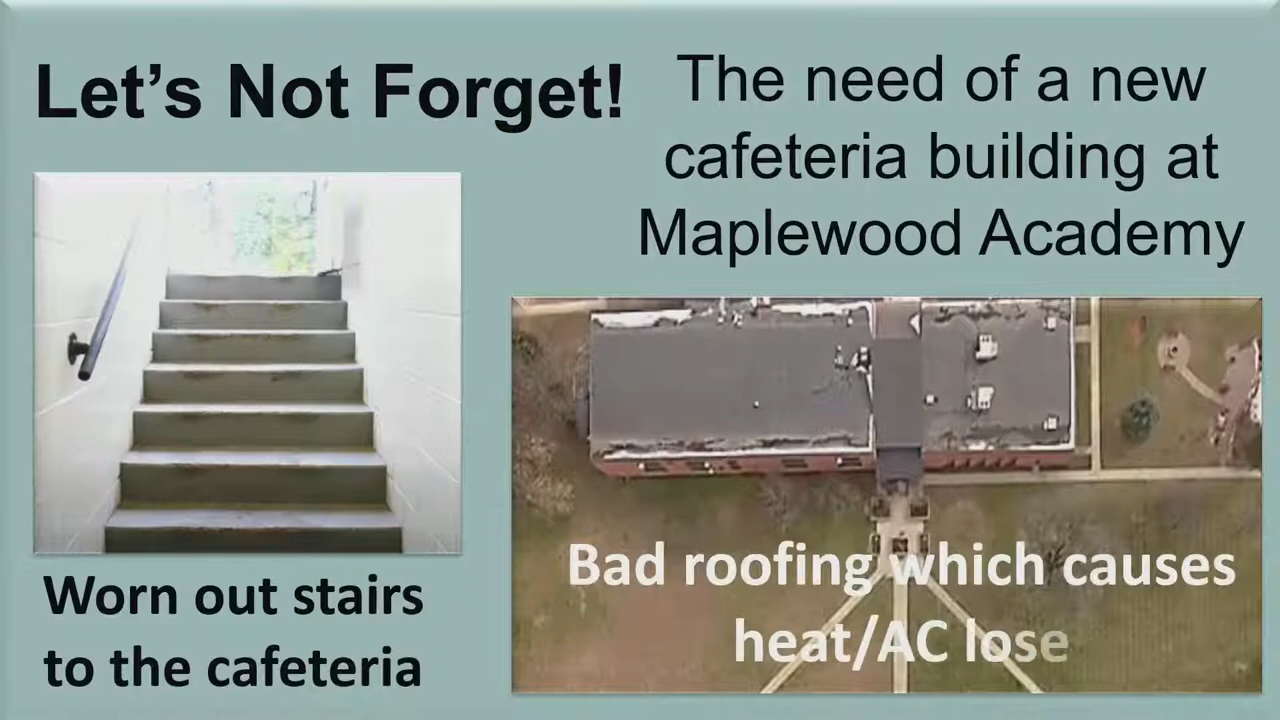 Let’s Not Forget!
The need of a new
cafeteria building at
Maplewood Academy
Worn out stairs
to the cafeteria
Bad roofing which causes
heat/AC lose